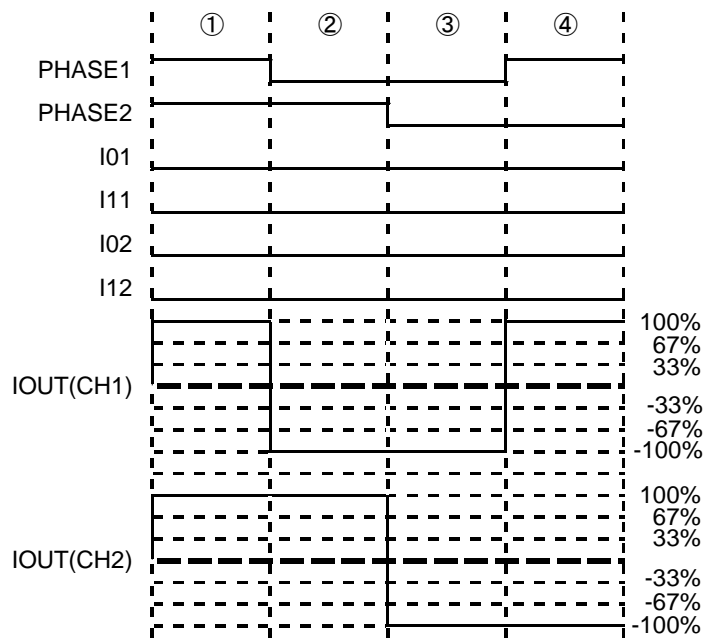 ① ② ③ ④
PHASE1
PHASE2
I01
I11
I02
I12
IOUT(CH1)
100%
67%
33%
-33%
-67%
-100%
IOUT(CH2)
100%
67%
33%
-33%
-67%
-100%